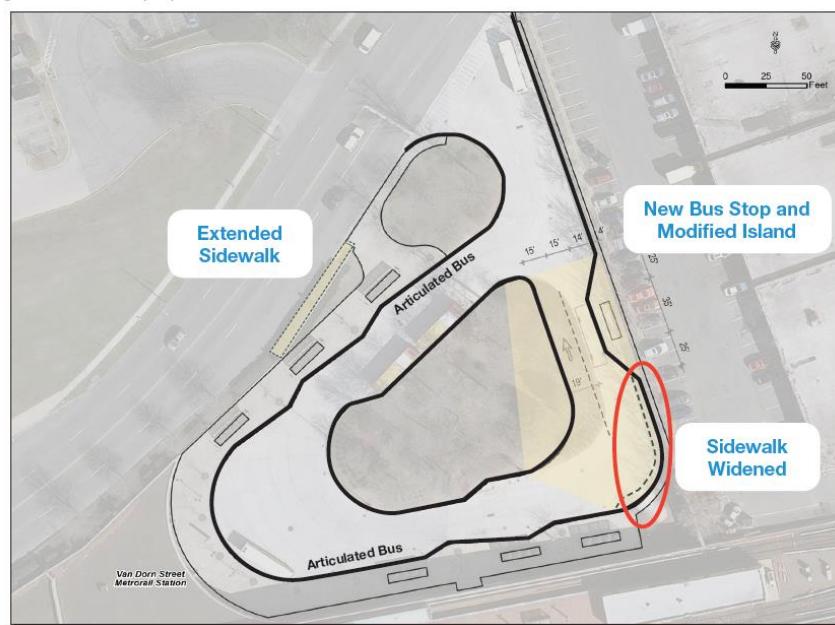 0 25 50
Feet
Extended
Sidewalk
New Bus Stop and
Modified Island
15' 15' 14' 4'
Articulated Bus
25'
35'
25'
19'
Sidewalk
Widened
Articulated Bus
Van Dorn Street
Metrorail Station